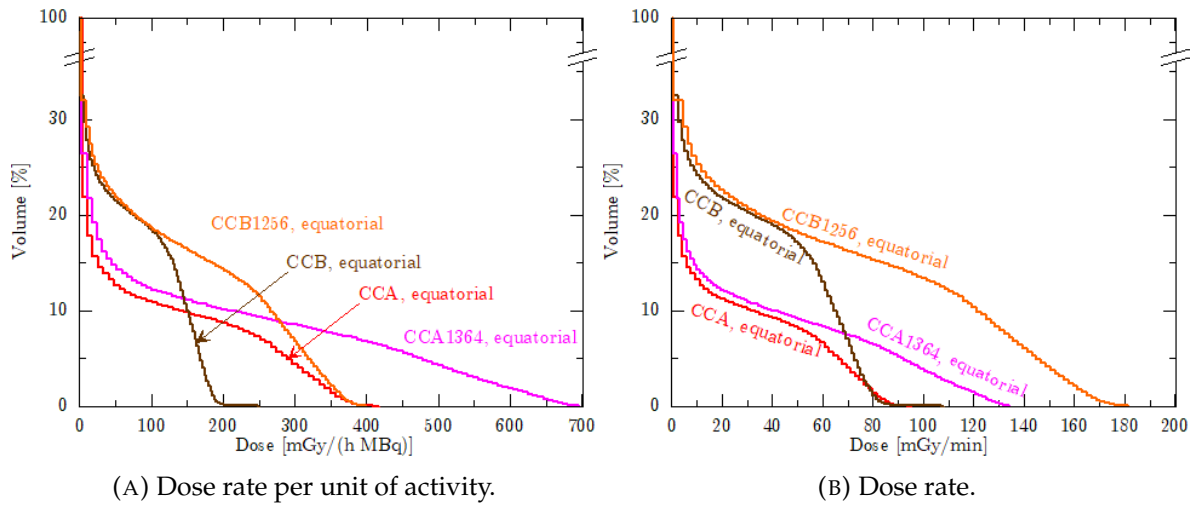 100
30
20
10
0
Volume [%]
CCB1256, equatorial
CCB, equatorial
CCA, equatorial
CCA1364, equatorial
0 100 200 300 400 500 600 700
Dose [mGy/(h MBq)]
(A) Dose rate per unit of activity.
100
30
20
10
0
Volume [%]
CCB, equatorial
CCB1256, equatorial
CCA, equatorial
CCA1364, equatorial
0 20 40 60 80 100 120 140 160 180 200
Dose [mGy/min]
(B) Dose rate.